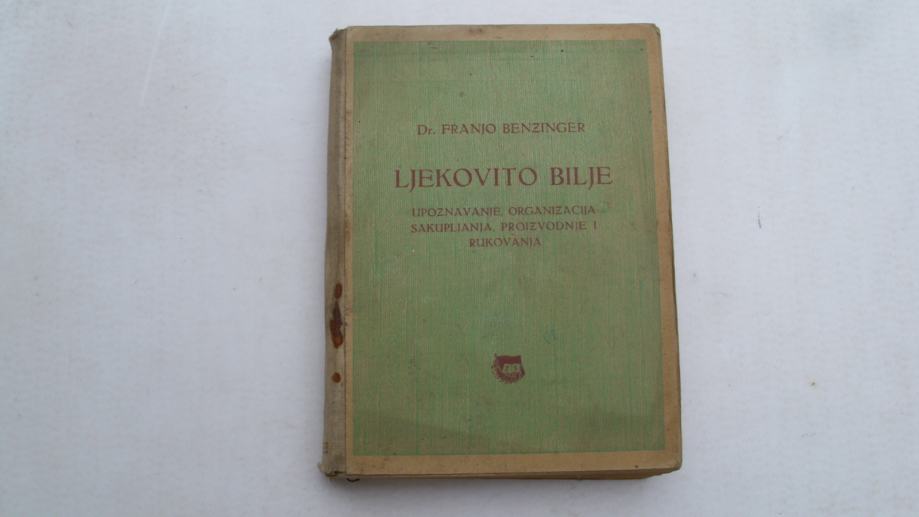 Dr. FRANJO BENZINGER
LJEKOVITO BILJE
UPOZNAVANJE, ORGANIZACIJA
SAKUPLJANJA, PROIZVODNJE I
RUKOVANJA